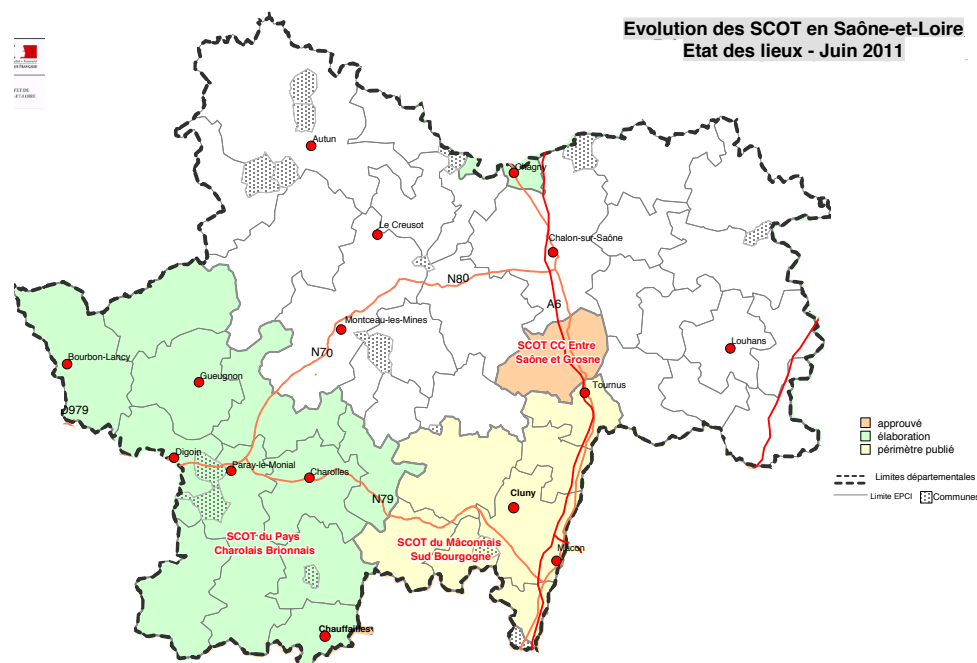 Evolution des SCOT en Saône-et-Loire
Etat des lieux - Juin 2011
Autun
Chagny
Le Creusot
Chalon-sur-Saône
N80
A6
Montceau-les-Mines
N70
SCOT CC Entre
Saône et Grosne
Louhans
Bourbon-Lancy
Gueugnon
Tournus
D979
approuvé
élaboration
périmètre publié
Digoin
Paray-le-Monial
Charolles
Limites départementales
Limite EPCI
Communes
N79
Cluny
SCOT du Pays
Charolais Brionnais
SCOT du Mâconnais
Sud Bourgogne
Mâcon
Chauffailles